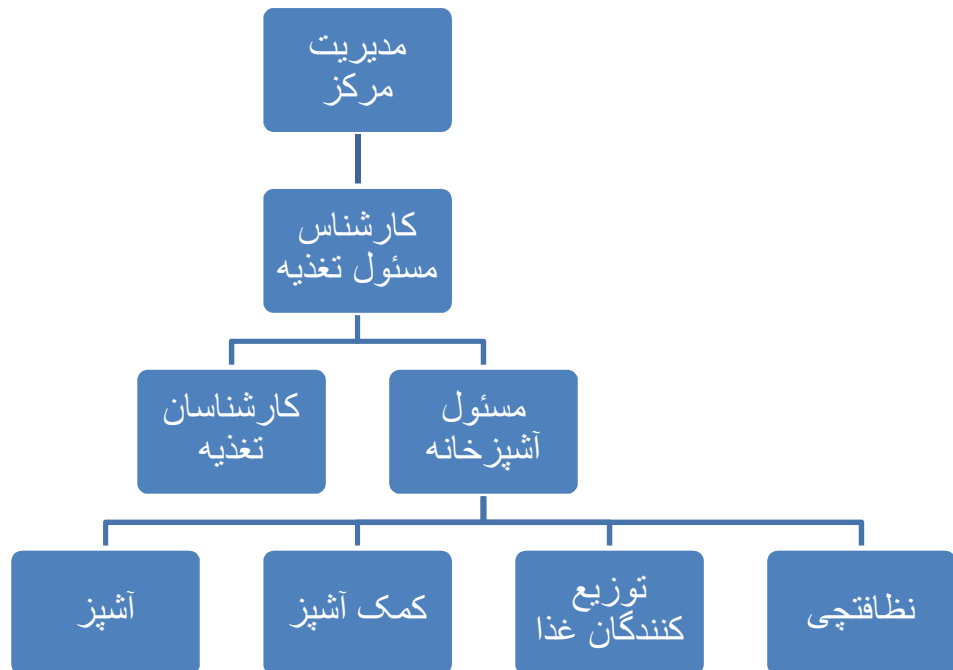 مدیریت
مرکز
کارشناس
مسئول تغذیه
مسئول
آشپزخانه
کارشناسان
تغذیه
نظافتچی
توزیع
کنندگان غذا
کمک آشپز
آشپز